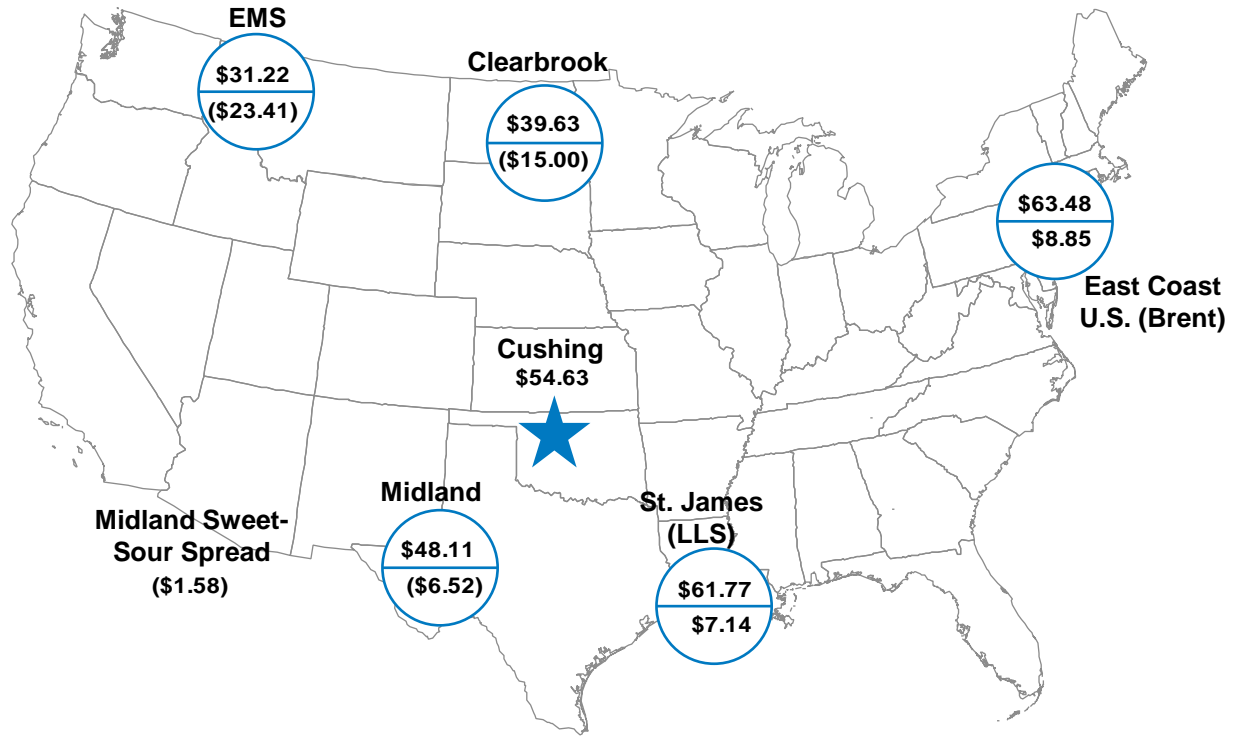 EMS
$31.22
($23.41)
Clearbrook
$39.63
($15.00)
$63.48
$8.85
East Coast
U.S. (Brent)
Cushing
$54.63
Midland
$48.11
($6.52)
Midland Sweet-
Sour Spread
($1.58)
St. James
(LLS)
$61.77
$7.14